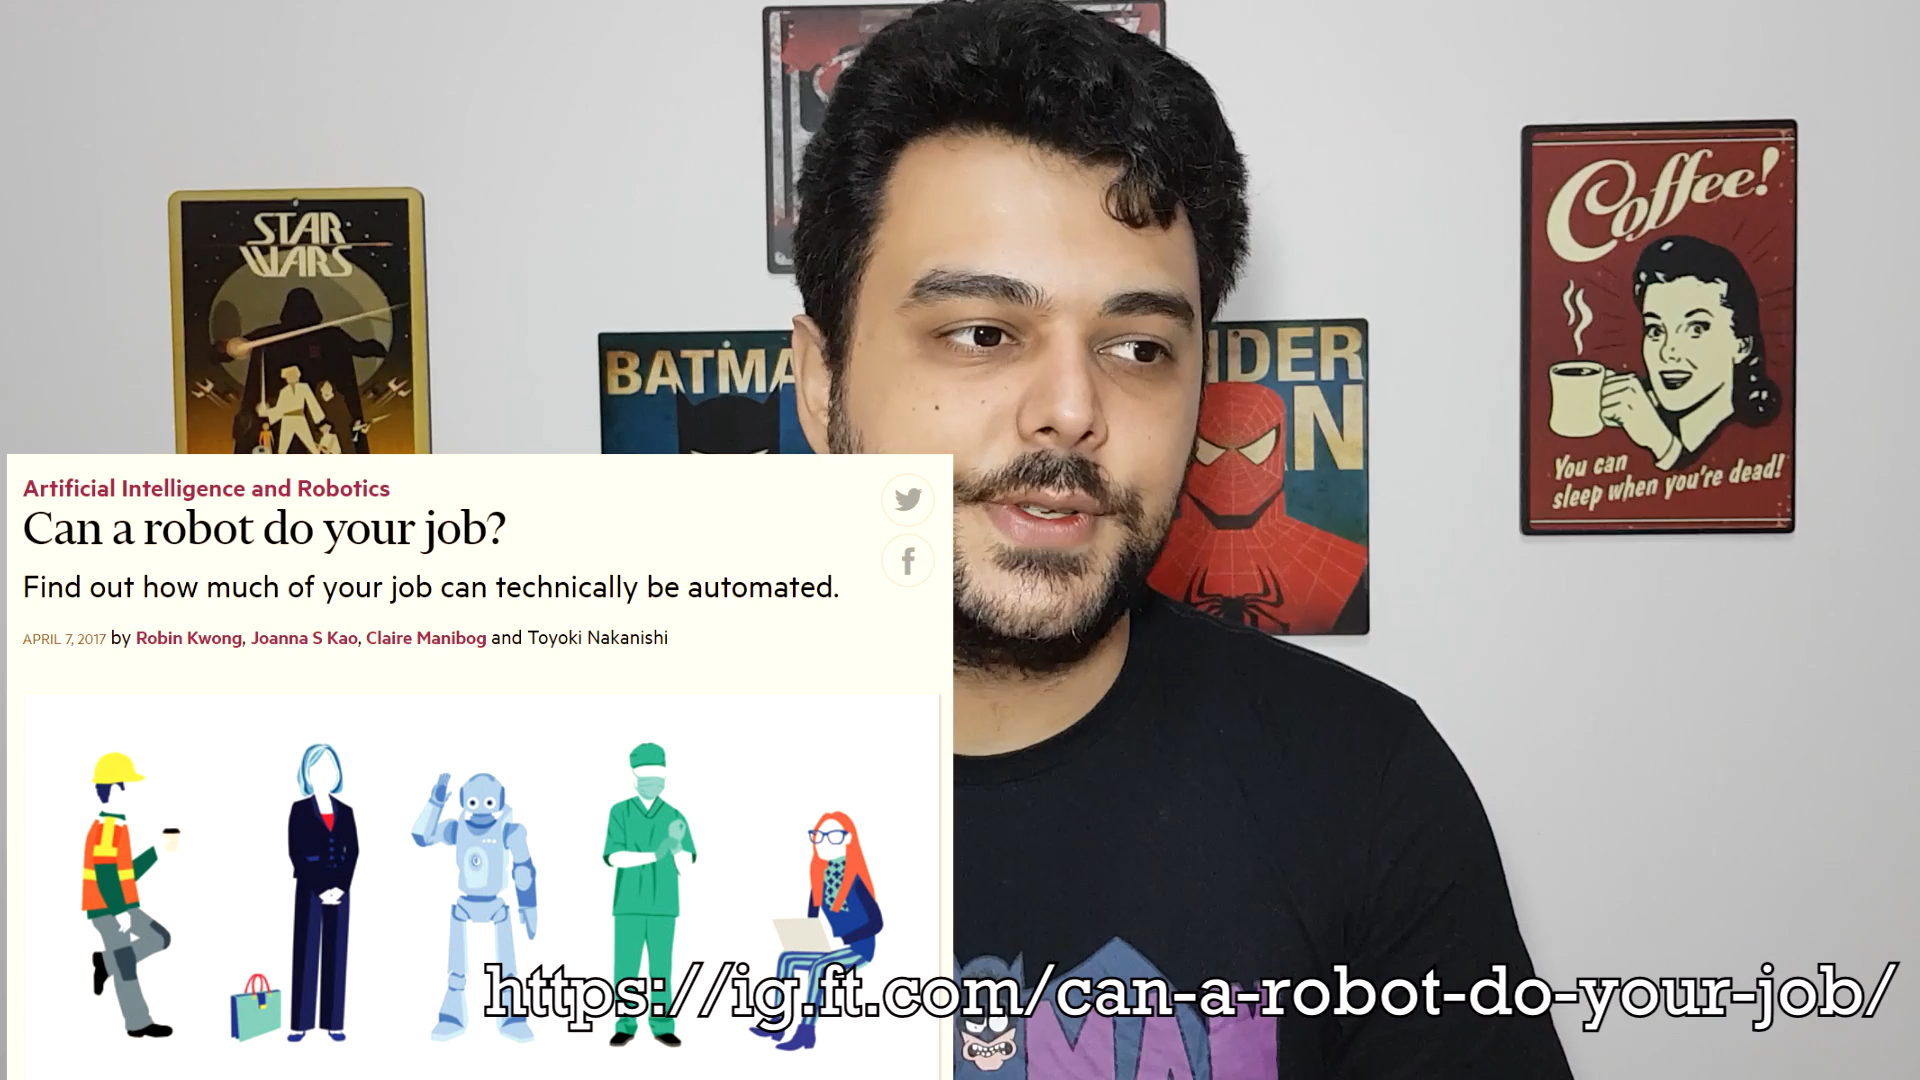 STAR
WARS
BATMA
IDER
N
Coffee!
You can
sleep when you're dead!
Artificial Intelligence and Robotics
Can a robot do your job?
Find out how much of your job can technically be automated.
APRIL 7, 2017 by Robin Kwong, Joanna S Kao, Claire Manibog and Toyoki Nakanishi
https://ig.ft.com/can-a-robot-do-your-job/
MAN